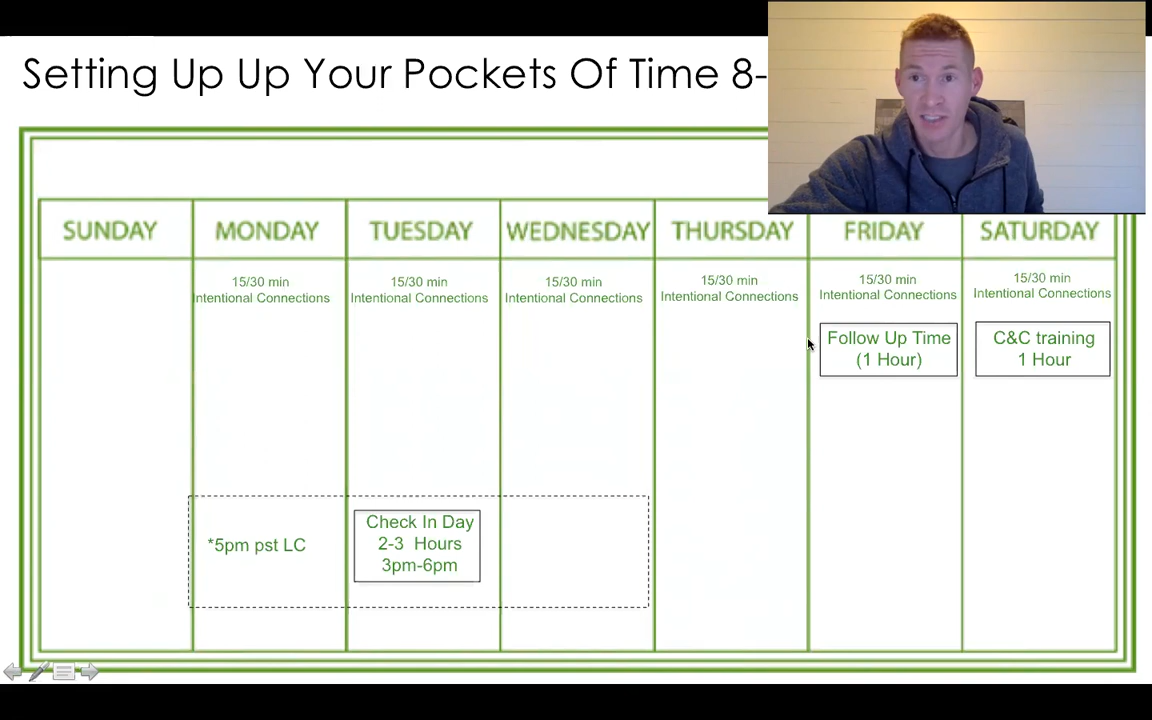 Setting Up Up Your Pockets Of Time 8-
SUNDAY
MONDAY
TUESDAY
WEDNESDAY
THURSDAY
FRIDAY
SATURDAY
15/30 min
Intentional Connections
15/30 min
Intentional Connections
15/30 min
Intentional Connections
15/30 min
Intentional Connections
15/30 min
Intentional Connections
15/30 min
Intentional Connections
Follow Up Time
(1 Hour)
C&C training
1 Hour
*5pm pst LC
Check In Day
2-3 Hours
3pm-6pm